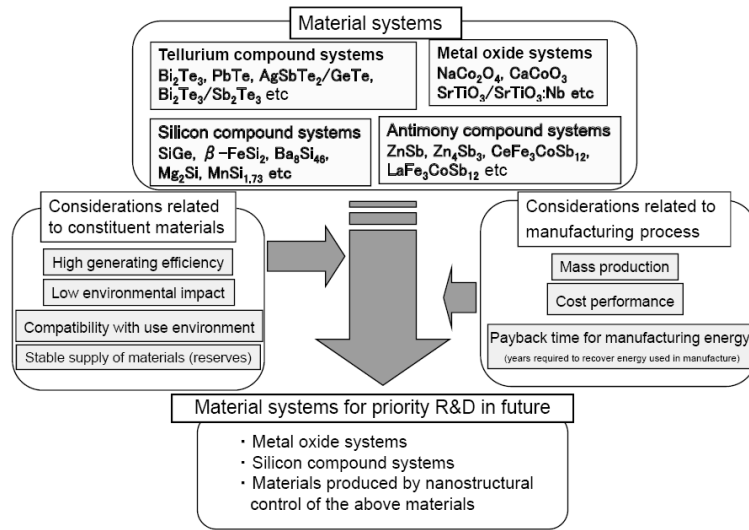 Material systems
Tellurium compound systems
Bi₂Te₃, PbTe, AgSbTe₂/GeTe,
Bi₂Te₃/Sb₂Te₃ etc
Metal oxide systems
NaCo₂O₄, CaCoO₃
SrTiO₃/SrTiO₃:Nb etc
Silicon compound systems
SiGe, β-FeSi₂, Ba₈Si₄₆,
Mg₂Si, MnSi₁.₇₃ etc
Antimony compound systems
ZnSb, Zn₄Sb₃, CeFe₃CoSb₁₂,
LaFe₃CoSb₁₂ etc
Considerations related
to constituent materials
High generating efficiency
Low environmental impact
Compatibility with use environment
Stable supply of materials (reserves)
Considerations related to
manufacturing process
Mass production
Cost performance
Payback time for manufacturing energy
(years required to recover energy used in manufacture)
Material systems for priority R&D in future
・Metal oxide systems
・Silicon compound systems
・Materials produced by nanostructural
control of the above materials